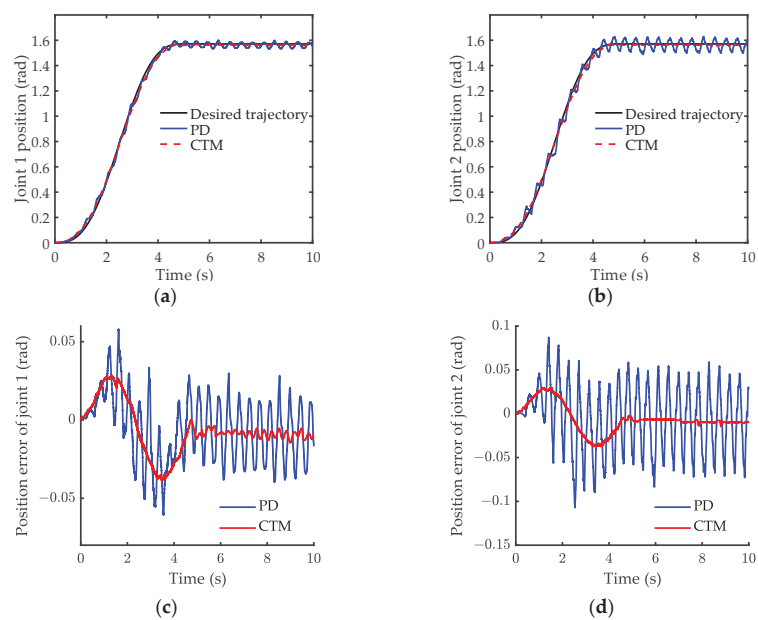 1.6
1.4
1.2
1
0.8
0.6
0.4
0.2
0
Joint 1 position (rad)
Desired trajectory
PD
CTM
0 2 4 6 8 10
Time (s)
(a)
1.6
1.4
1.2
1
0.8
0.6
0.4
0.2
0
Joint 2 position (rad)
Desired trajectory
PD
CTM
0 2 4 6 8 10
Time (s)
(b)
0.05
0
−0.05
Position error of joint 1 (rad)
PD
CTM
0 2 4 6 8 10
Time (s)
(c)
0.1
0.05
0
−0.05
−0.1
−0.15
Position error of joint 2 (rad)
PD
CTM
0 2 4 6 8 10
Time (s)
(d)